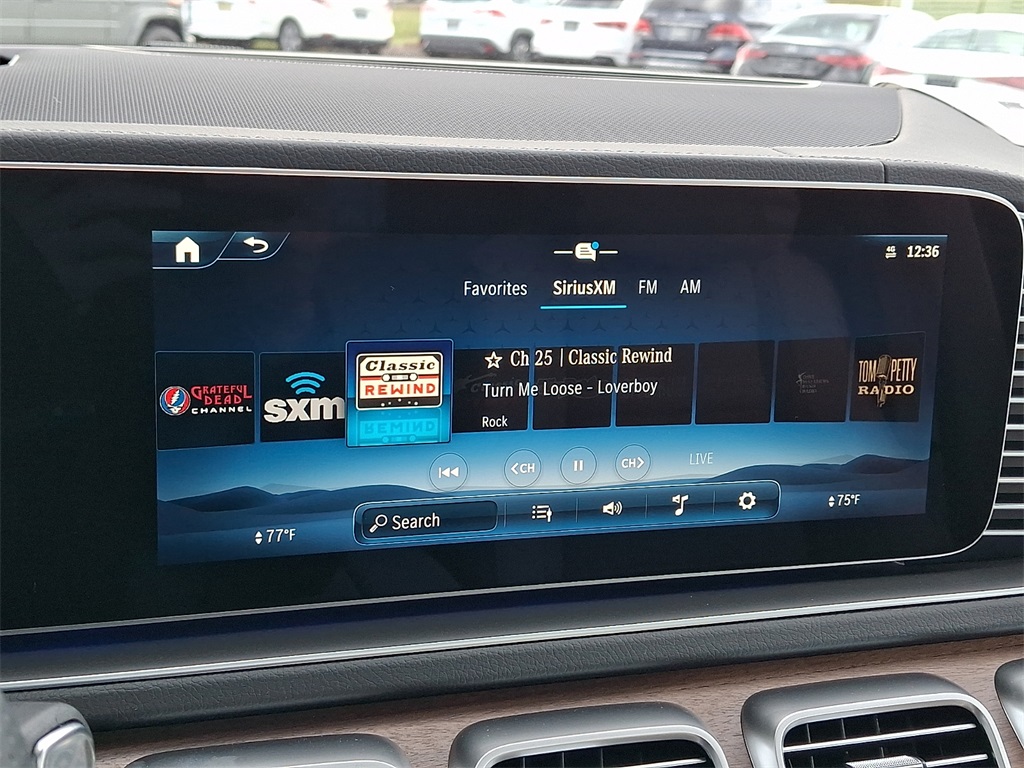 4G 12:36
Favorites SiriusXM FM AM
GRATEFUL
DEAD
CHANNEL
sxm
Classic
REWIND
Ch 25 | Classic Rewind
Turn Me Loose - Loverboy
Rock
TOM PETTY
RADIO
<CH CH> LIVE
Search
77°F 75°F